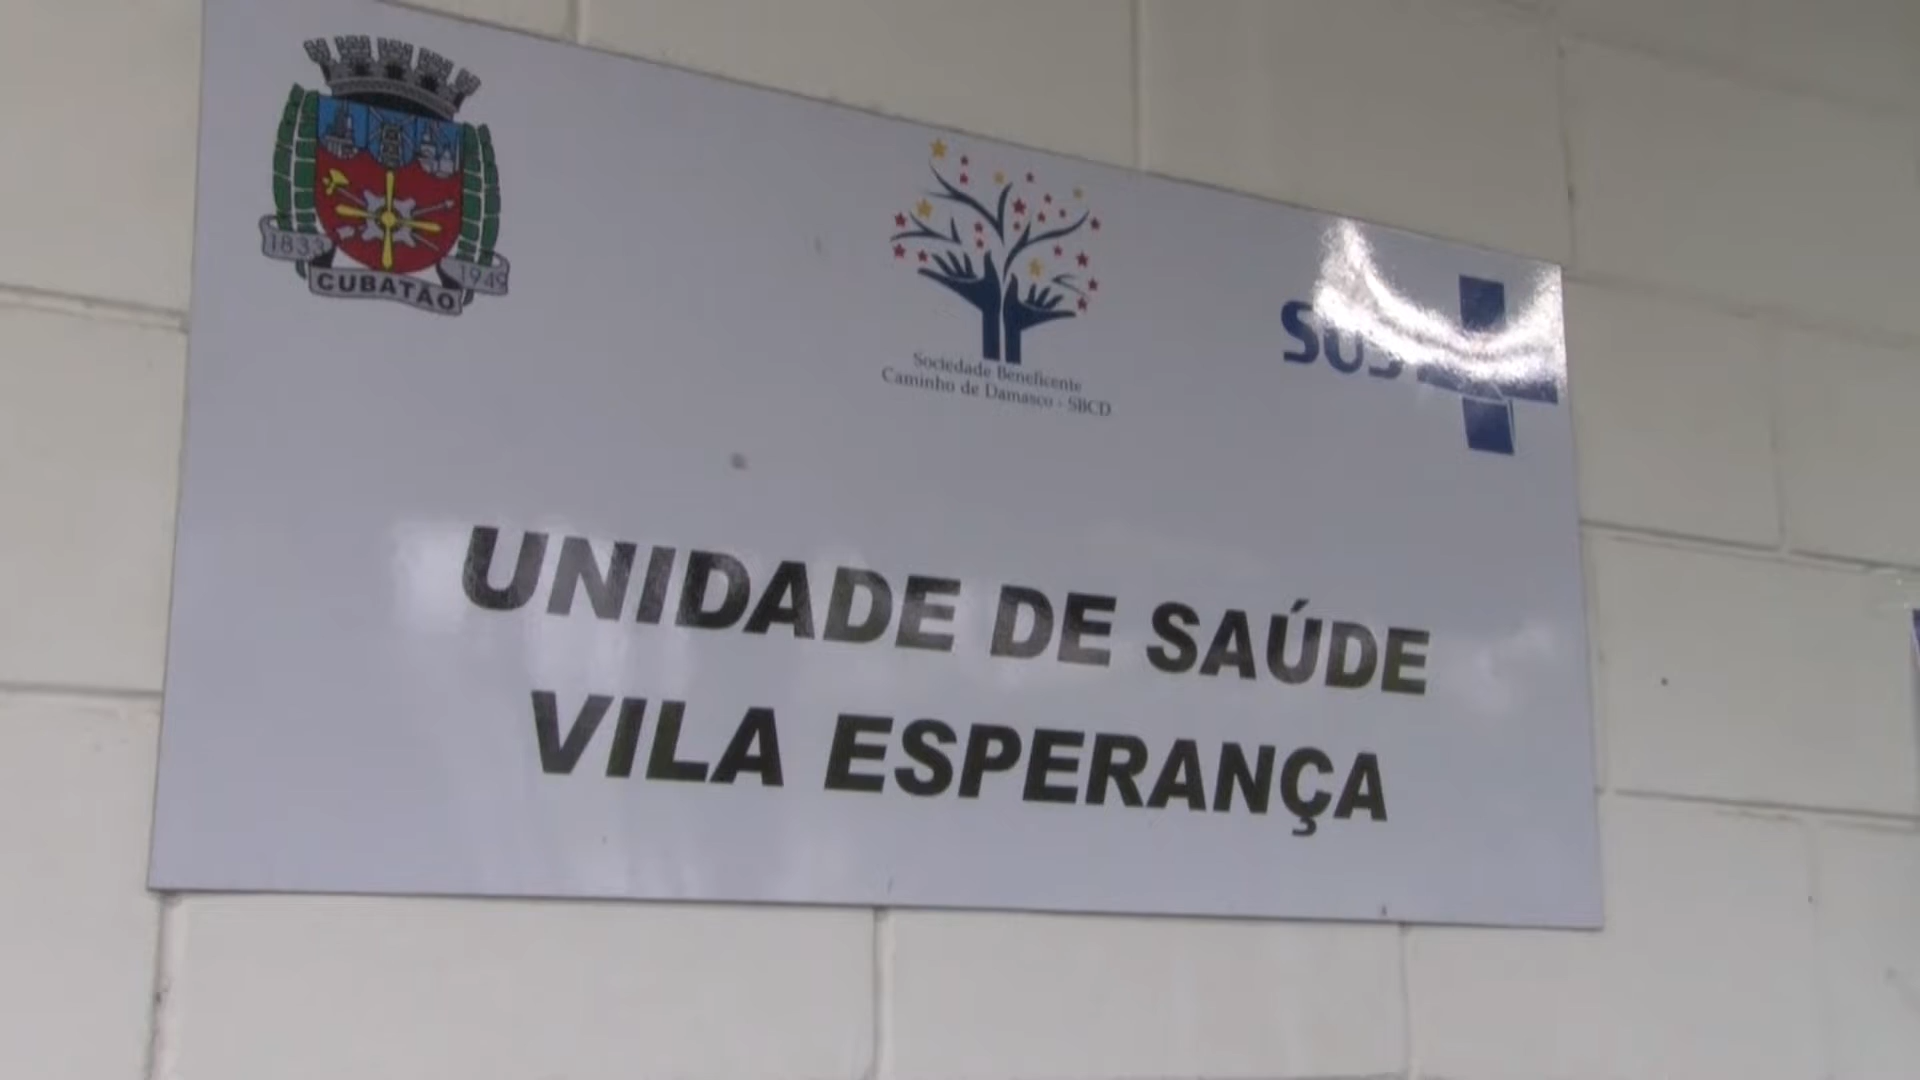 1833
1949
CUBATÃO
Sociedade Beneficente
Caminho de Damasco - SBCD
SUS
UNIDADE DE SAÚDE
VILA ESPERANÇA